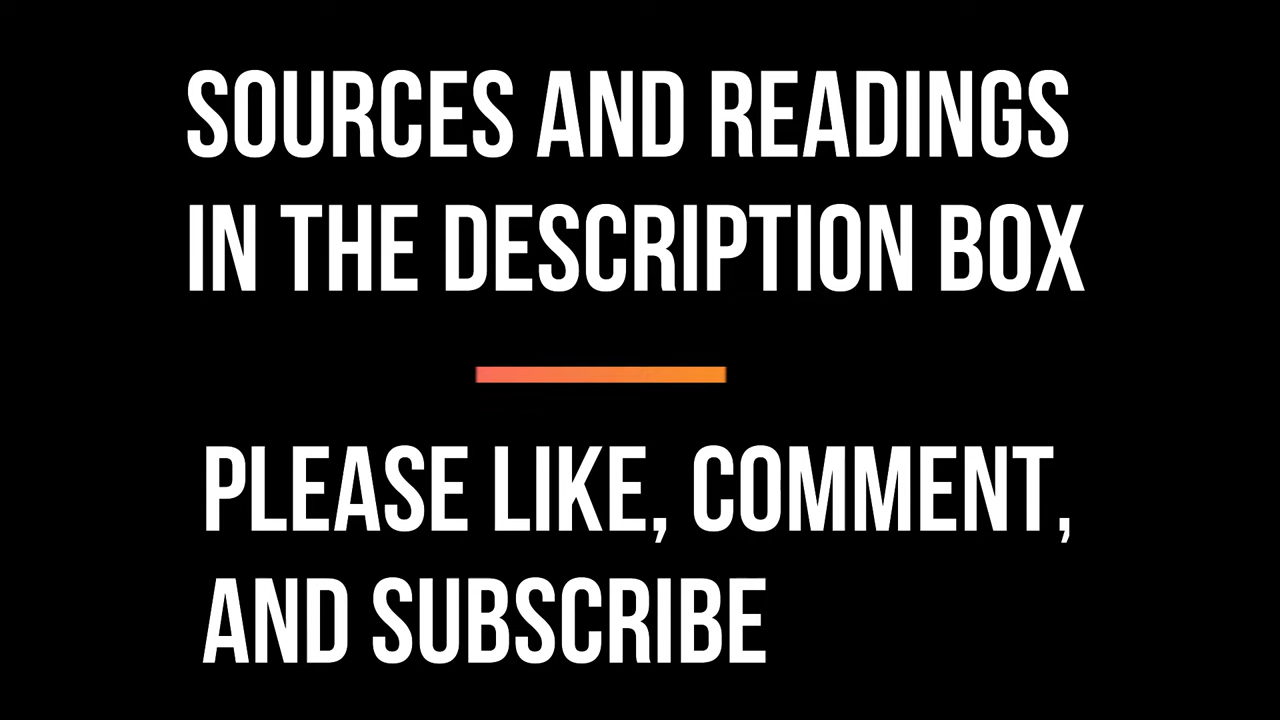 SOURCES AND READINGS
IN THE DESCRIPTION BOX
PLEASE LIKE, COMMENT,
AND SUBSCRIBE